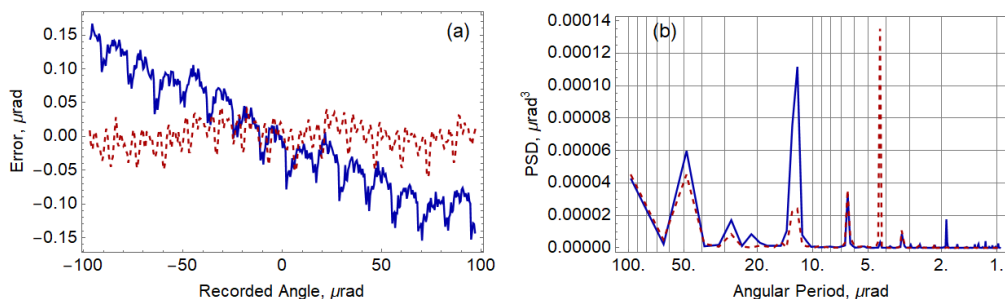 (a)
Error, μrad
0.15
0.10
0.05
0.00
-0.05
-0.10
-0.15
-100 -50 0 50 100
Recorded Angle, μrad
(b)
PSD, μrad³
0.00014
0.00012
0.00010
0.00008
0.00006
0.00004
0.00002
0.00000
100. 50. 20. 10. 5. 2. 1.
Angular Period, μrad